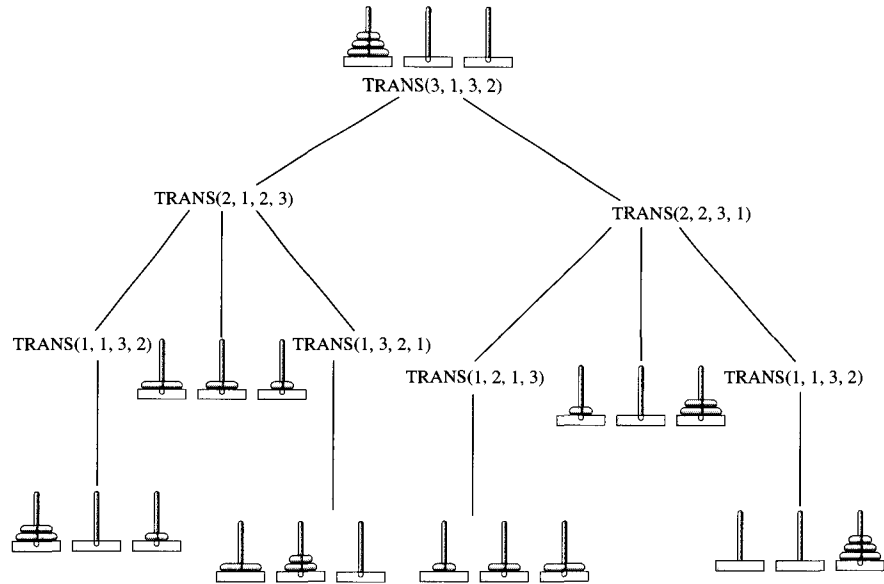 TRANS(3, 1, 3, 2)
TRANS(2, 1, 2, 3)
TRANS(2, 2, 3, 1)
TRANS(1, 1, 3, 2)
TRANS(1, 3, 2, 1)
TRANS(1, 2, 1, 3)
TRANS(1, 1, 3, 2)